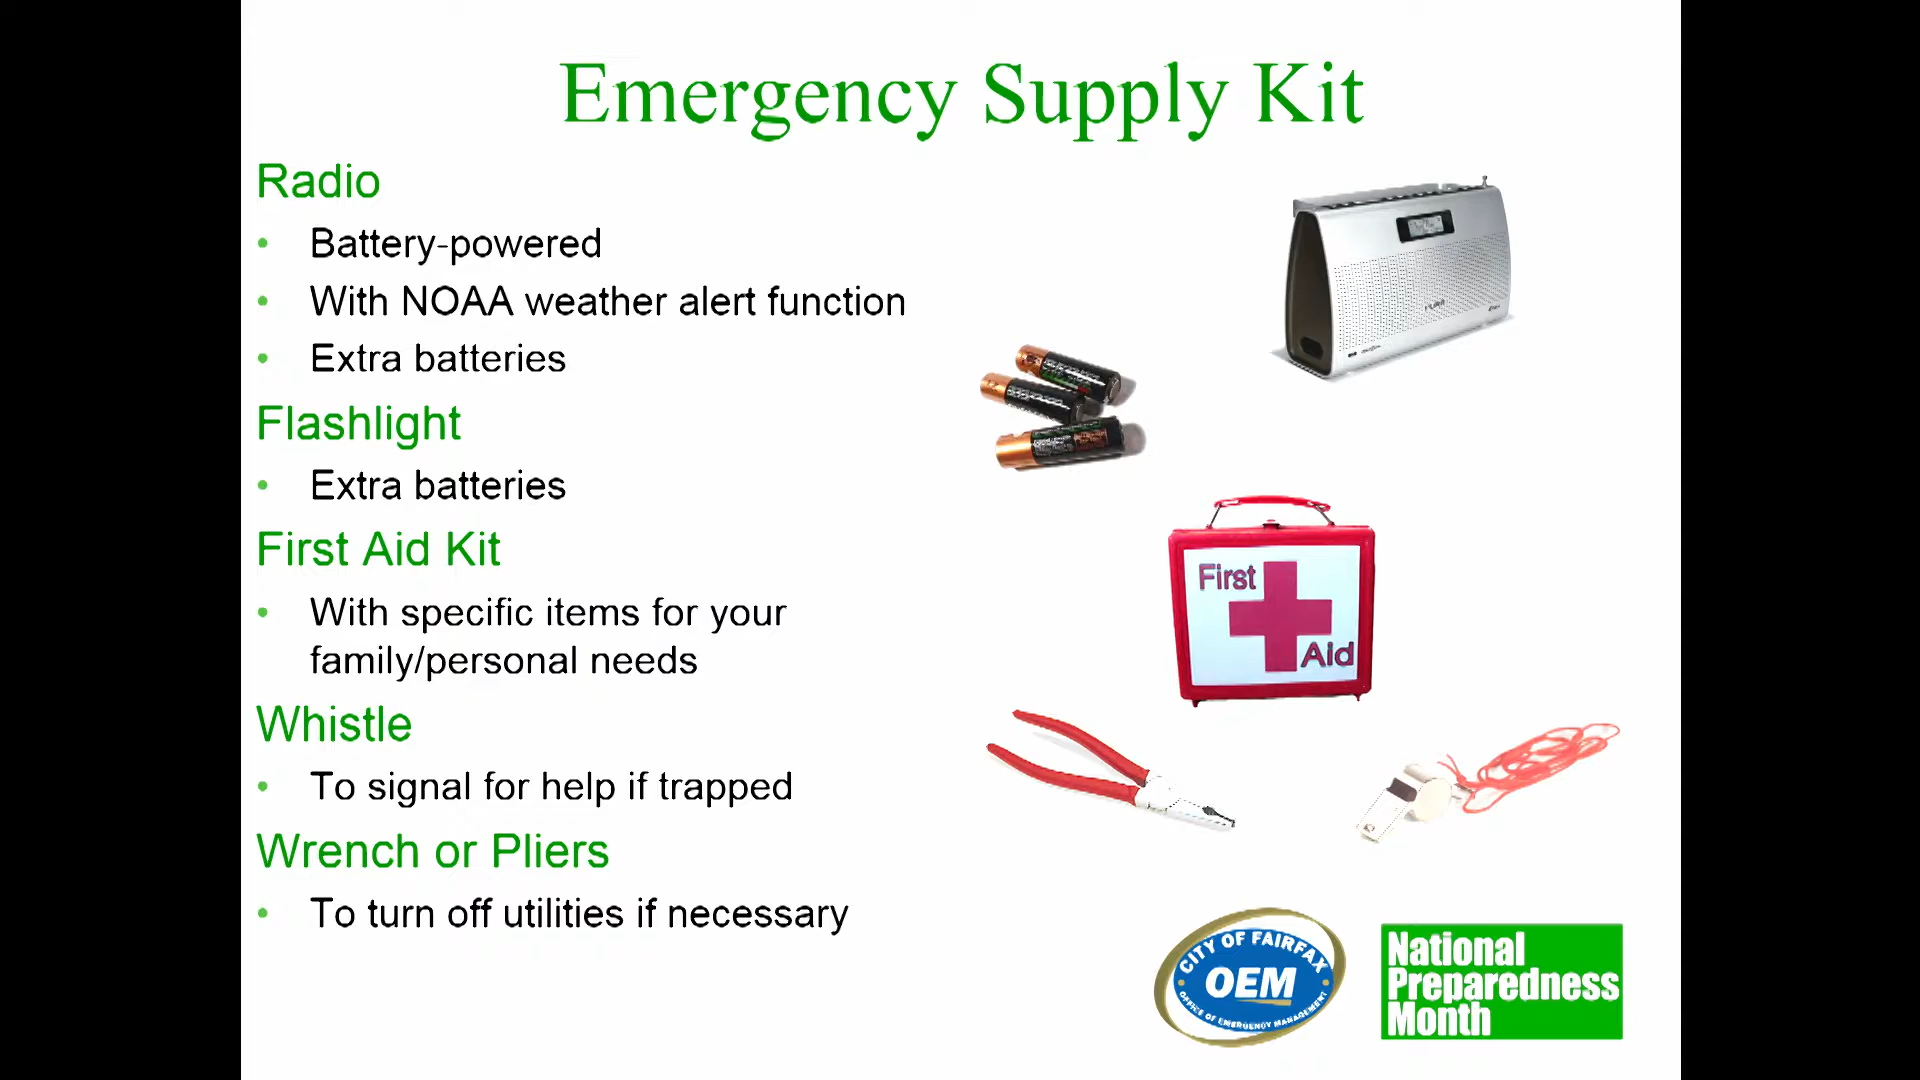 Emergency Supply Kit
Radio
• Battery-powered
• With NOAA weather alert function
• Extra batteries
Flashlight
• Extra batteries
First Aid Kit
• With specific items for your
family/personal needs
Whistle
• To signal for help if trapped
Wrench or Pliers
• To turn off utilities if necessary
First
Aid
CITY OF FAIRFAX
OEM
OFFICE OF EMERGENCY MANAGEMENT
National
Preparedness
Month